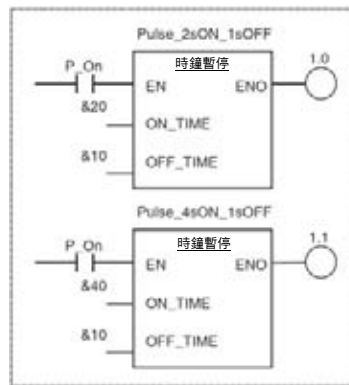 Pulse_2sON_1sOFF
P_On
時鐘暫停
1.0
EN
ENO
&20
ON_TIME
&10
OFF_TIME
Pulse_4sON_1sOFF
P_On
時鐘暫停
1.1
EN
ENO
&40
ON_TIME
&10
OFF_TIME